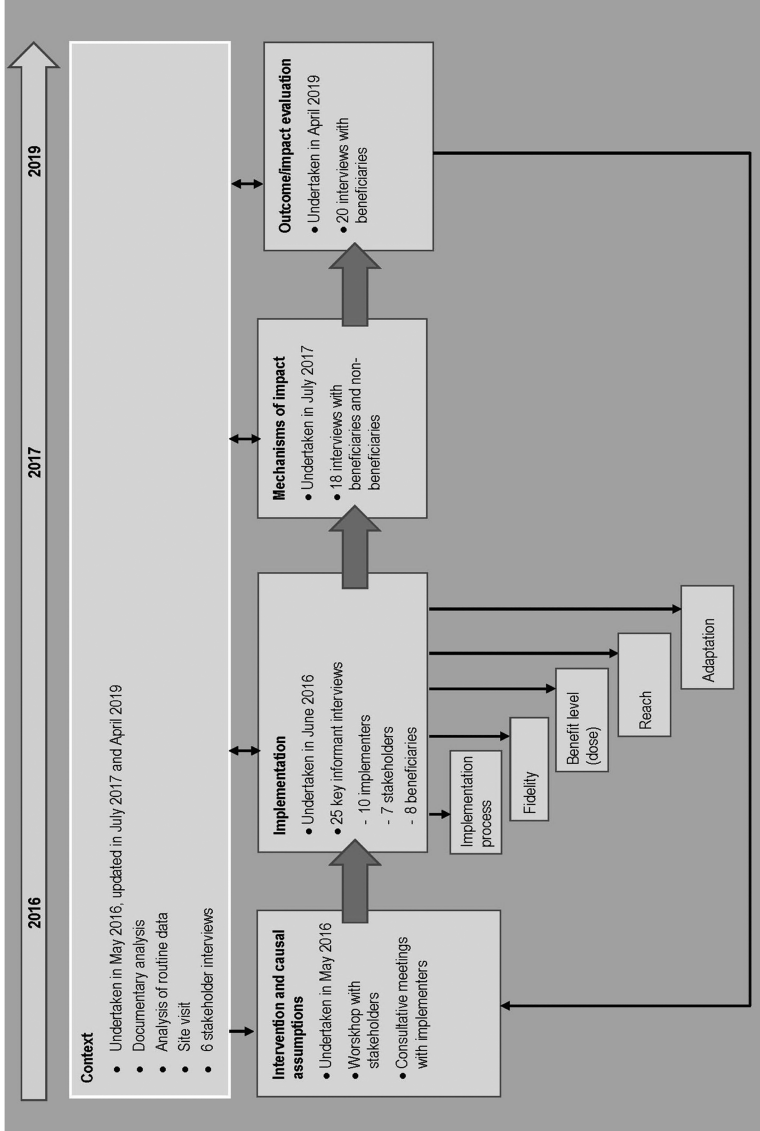 2016
2017
2019
Context
• Undertaken in May 2016, updated in July 2017 and April 2019
• Documentary analysis
• Analysis of routine data
• Site visit
• 6 stakeholder interviews
Intervention and causal
assumptions
• Undertaken in May 2016
• Worskhop with
stakeholders
• Consultative meetings
with implementers
Implementation
• Undertaken in June 2016
• 25 key informant interviews
- 10 implementers
- 7 stakeholders
- 8 beneficiaries
Implementation
process
Fidelity
Benefit level
(dose)
Reach
Adaptation
Mechanisms of impact
• Undertaken in July 2017
• 18 interviews with
beneficiaries and non-
beneficiaries
Outcome/impact evaluation
• Undertaken in April 2019
• 20 interviews with
beneficiaries